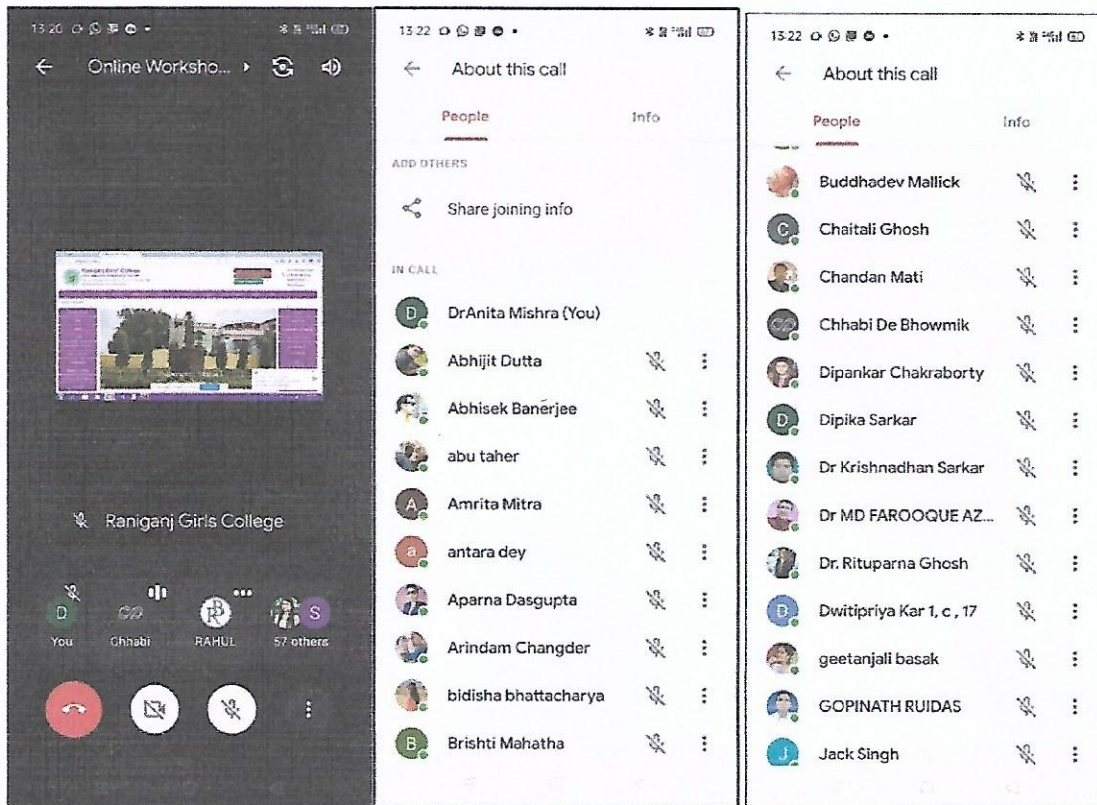 13:20
Online Worksho...
Raniganj Girls' College
Raniganj Girls College
D
S
You
Chhabi
RAHUL
57 others
13:22
About this call
People Info
ADD OTHERS
Share joining info
IN CALL
D DrAnita Mishra (You)
Abhijit Dutta
Abhisek Banerjee
abu taher
A Amrita Mitra
a antara dey
Aparna Dasgupta
Arindam Changder
bidisha bhattacharya
B Brishti Mahatha
13:22
About this call
People Info
Buddhadev Mallick
C Chaitali Ghosh
Chandan Mati
Chhabi De Bhowmik
Dipankar Chakraborty
D Dipika Sarkar
Dr Krishnadhan Sarkar
Dr MD FAROOQUE AZ...
Dr. Rituparna Ghosh
D Dwitipriya Kar 1, c , 17
geetanjali basak
GOPINATH RUIDAS
J Jack Singh